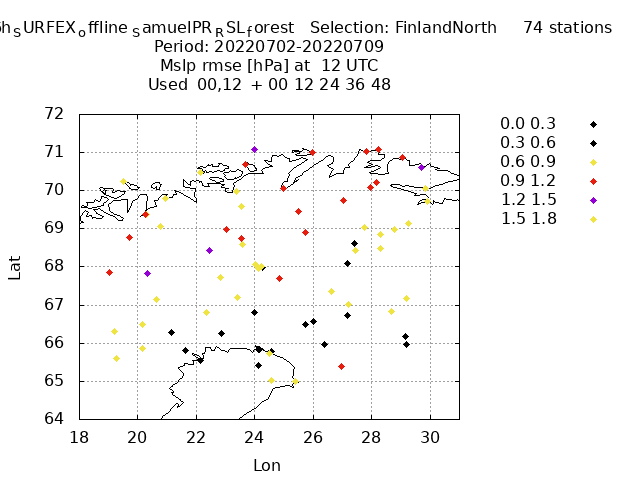 SURFEXoffline SamuelPRRSLforest Selection: FinlandNorth 74 stations
Period: 20220702-20220709
Mslp rmse [hPa] at 12 UTC
Used 00,12 + 00 12 24 36 48
72
71
70
69
68
67
66
65
64
18 20 22 24 26 28 30
Lat
Lon
0.0 0.3
0.3 0.6
0.6 0.9
0.9 1.2
1.2 1.5
1.5 1.8